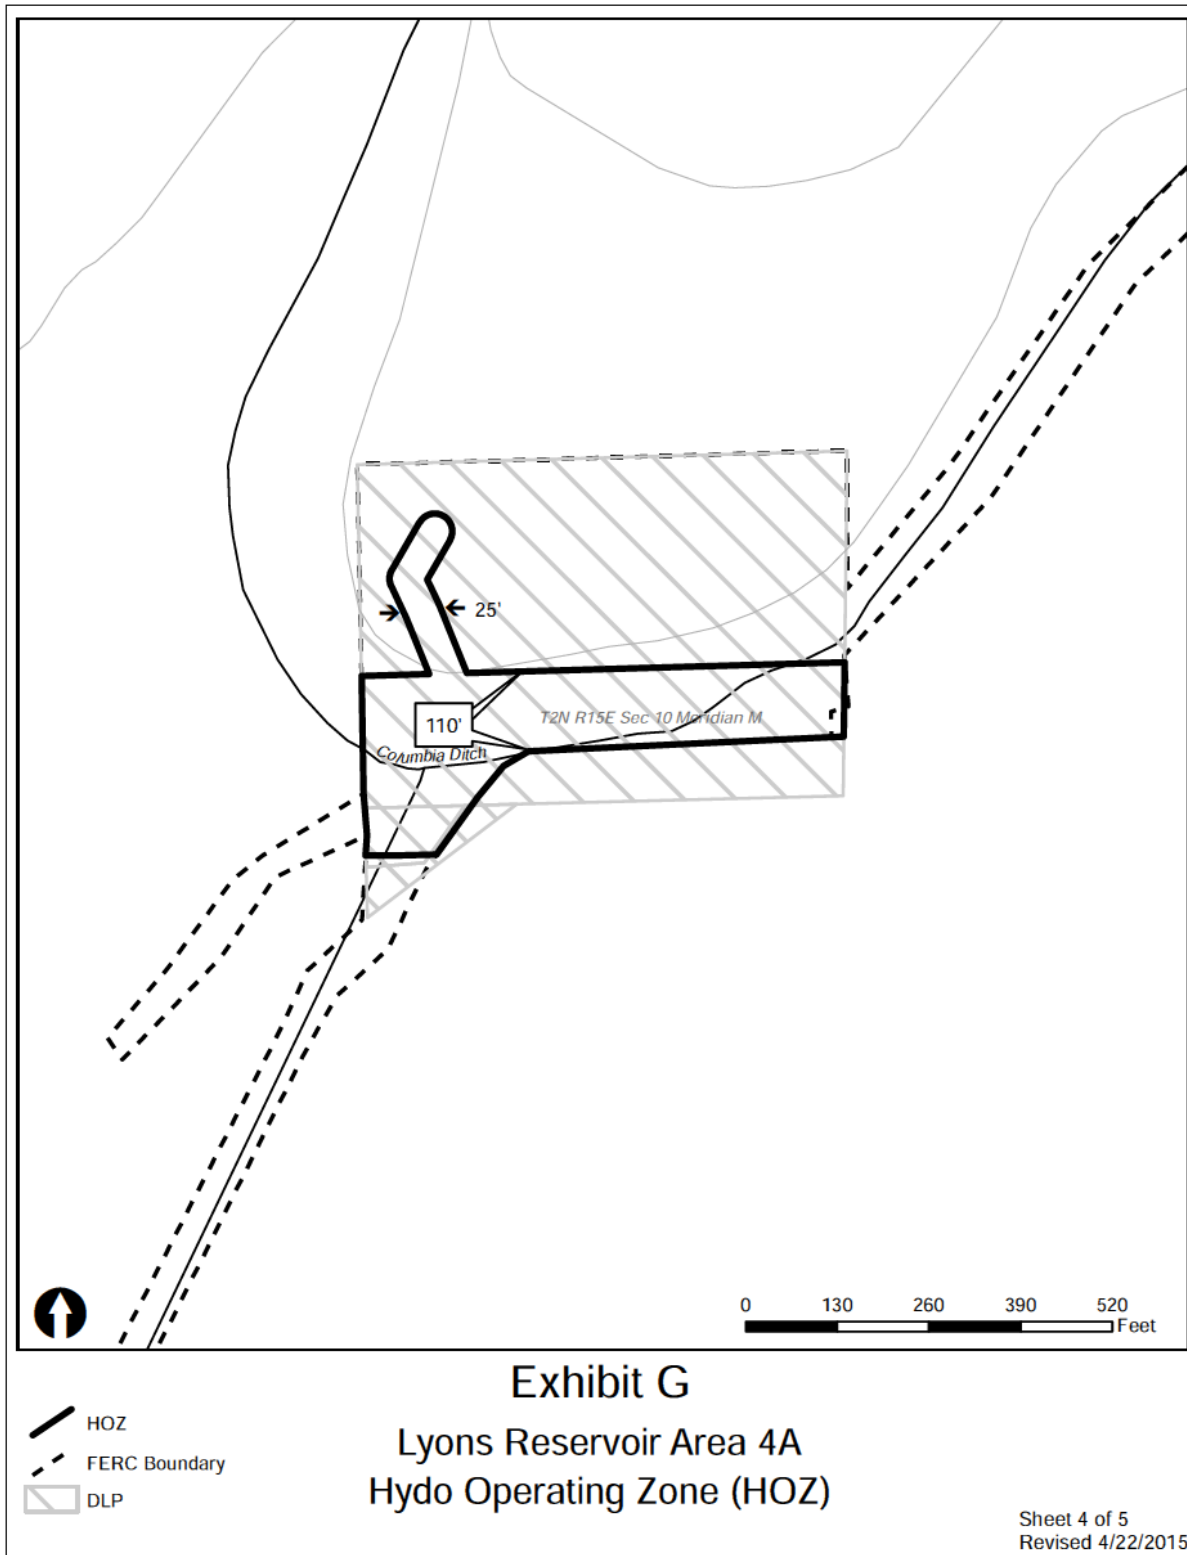 25'
110'
T2N R15E Sec 10 Meridian M
Columbia Ditch
0 130 260 390 520
Feet
Exhibit G
Lyons Reservoir Area 4A
Hydo Operating Zone (HOZ)
HOZ
FERC Boundary
DLP
Sheet 4 of 5
Revised 4/22/2015